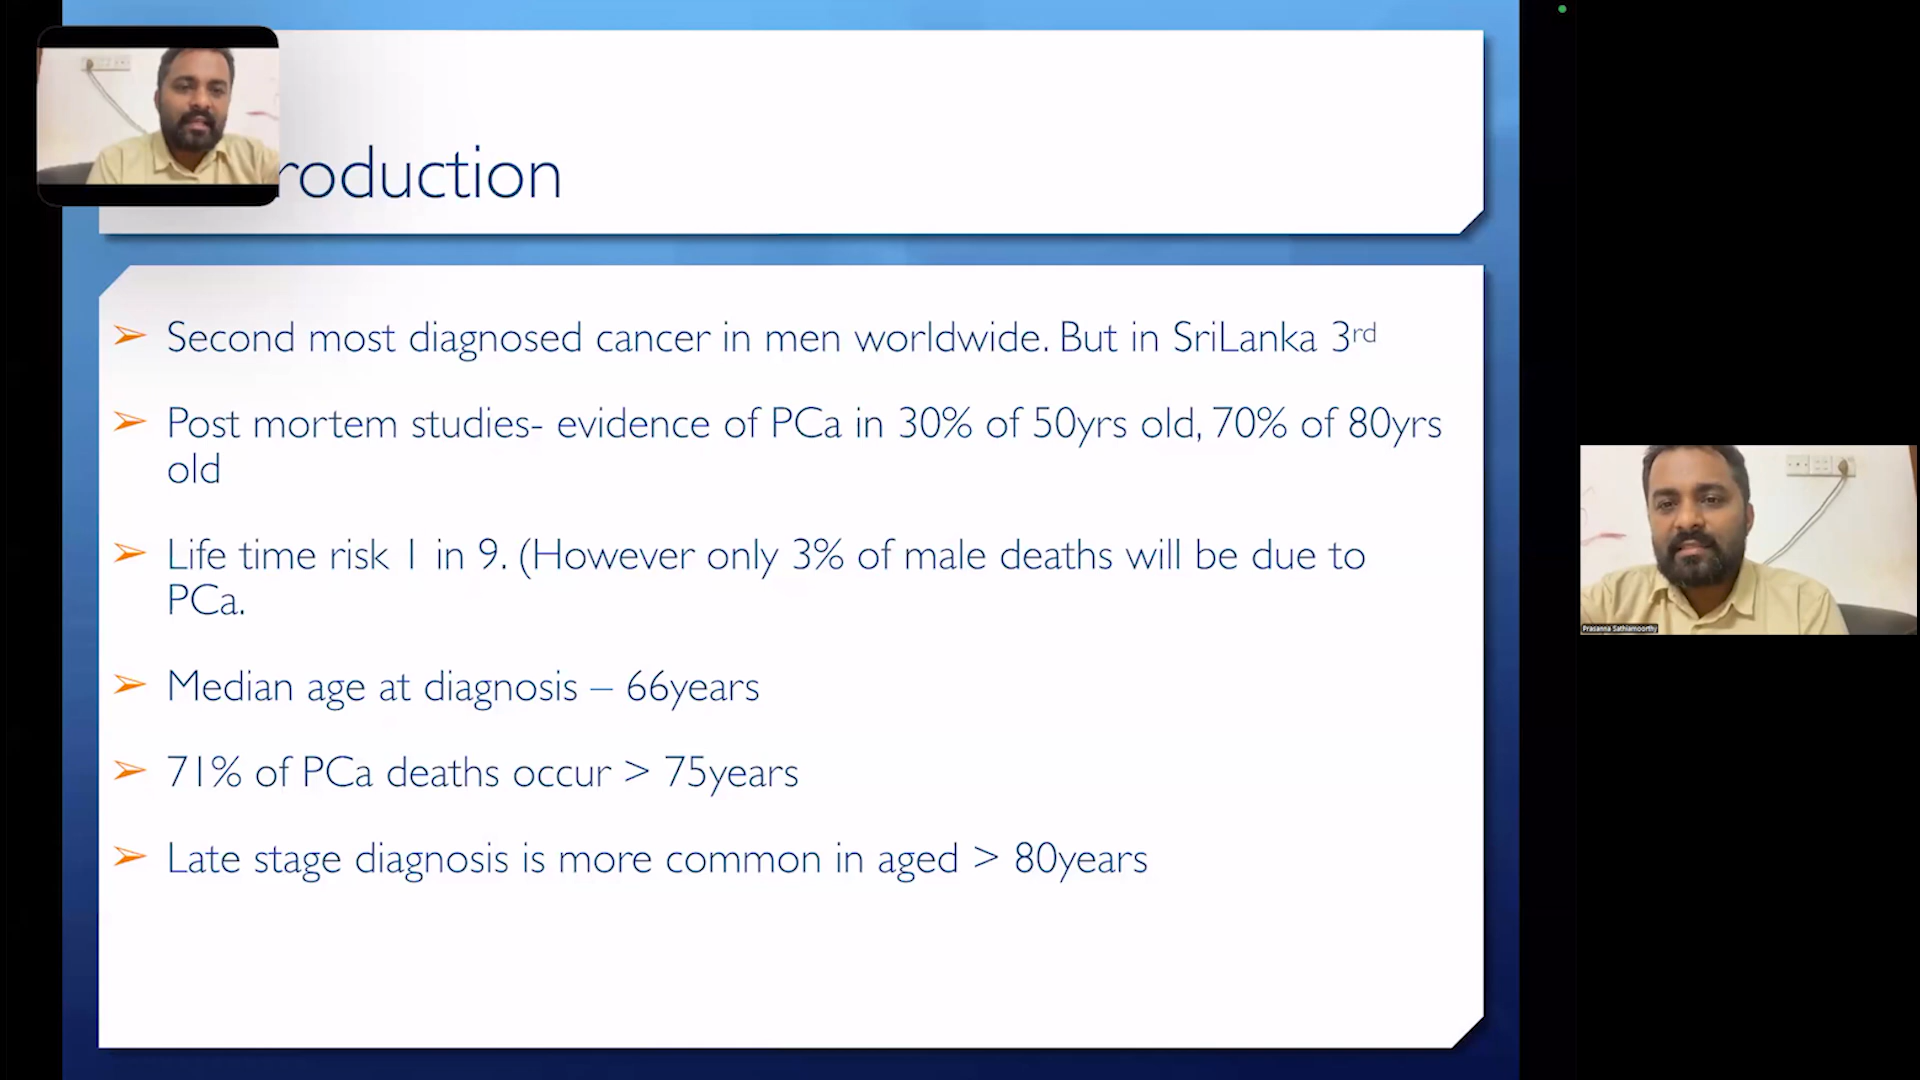 roduction
➢ Second most diagnosed cancer in men worldwide. But in SriLanka 3rd
➢ Post mortem studies- evidence of PCa in 30% of 50yrs old, 70% of 80yrs
old
➢ Life time risk 1 in 9. (However only 3% of male deaths will be due to
PCa.
➢ Median age at diagnosis – 66years
➢ 71% of PCa deaths occur > 75years
➢ Late stage diagnosis is more common in aged > 80years
Prasanna Sathiamoorthy